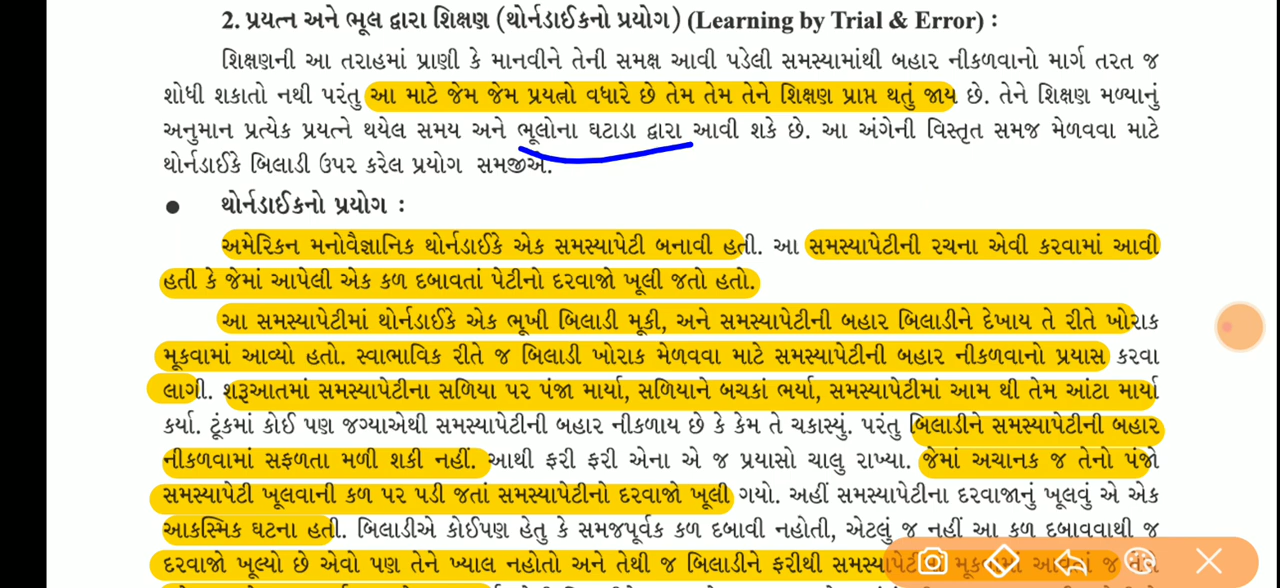 2. પ્રયત્ન અને ભૂલ દ્વારા શિક્ષણ (થોર્નડાઈકનો પ્રયોગ) (Learning by Trial & Error) :
શિક્ષણની આ તરાહમાં પ્રાણી કે માનવીને તેની સમક્ષ આવી પડેલી સમસ્યામાંથી બહાર નીકળવાનો માર્ગ તરત જ
શોધી શકાતો નથી પરંતુ આ માટે જેમ જેમ પ્રયત્નો વધારે છે તેમ તેમ તેને શિક્ષણ પ્રાપ્ત થતું જાય છે. તેને શિક્ષણ મળ્યાનું
અનુમાન પ્રત્યેક પ્રયત્ને થયેલ સમય અને ભૂલોના ઘટાડા દ્વારા આવી શકે છે. આ અંગેની વિસ્તૃત સમજ મેળવવા માટે
થોર્નડાઈકે બિલાડી ઉપર કરેલ પ્રયોગ સમજીએ.
● થોર્નડાઈકનો પ્રયોગ :
અમેરિકન મનોવૈજ્ઞાનિક થોર્નડાઈકે એક સમસ્યાપેટી બનાવી હતી. આ સમસ્યાપેટીની રચના એવી કરવામાં આવી
હતી કે જેમાં આપેલી એક કળ દબાવતાં પેટીનો દરવાજો ખૂલી જતો હતો.
આ સમસ્યાપેટીમાં થોર્નડાઈકે એક ભૂખી બિલાડી મૂકી, અને સમસ્યાપેટીની બહાર બિલાડીને દેખાય તે રીતે ખોરાક
મૂકવામાં આવ્યો હતો. સ્વાભાવિક રીતે જ બિલાડી ખોરાક મેળવવા માટે સમસ્યાપેટીની બહાર નીકળવાનો પ્રયાસ કરવા
લાગી. શરૂઆતમાં સમસ્યાપેટીના સળિયા પર પંજા માર્યા, સળિયાને બચકાં ભર્યા, સમસ્યાપેટીમાં આમ થી તેમ આંટા માર્યા
કર્યા. ટૂંકમાં કોઈ પણ જગ્યાએથી સમસ્યાપેટીની બહાર નીકળાય છે કે કેમ તે ચકાસ્યું. પરંતુ બિલાડીને સમસ્યાપેટીની બહાર
નીકળવામાં સફળતા મળી શકી નહીં. આથી ફરી ફરી એના એ જ પ્રયાસો ચાલુ રાખ્યા. જેમાં અચાનક જ તેનો પંજો
સમસ્યાપેટી ખૂલવાની કળ પર પડી જતાં સમસ્યાપેટીનો દરવાજો ખૂલી ગયો. અહીં સમસ્યાપેટીના દરવાજાનું ખૂલવું એ એક
આકસ્મિક ઘટના હતી. બિલાડીએ કોઈપણ હેતુ કે સમજપૂર્વક કળ દબાવી નહોતી, એટલું જ નહીં આ કળ દબાવવાથી જ
દરવાજો ખૂલ્યો છે એવો પણ તેને ખ્યાલ નહોતો અને તેથી જ બિલાડીને ફરીથી